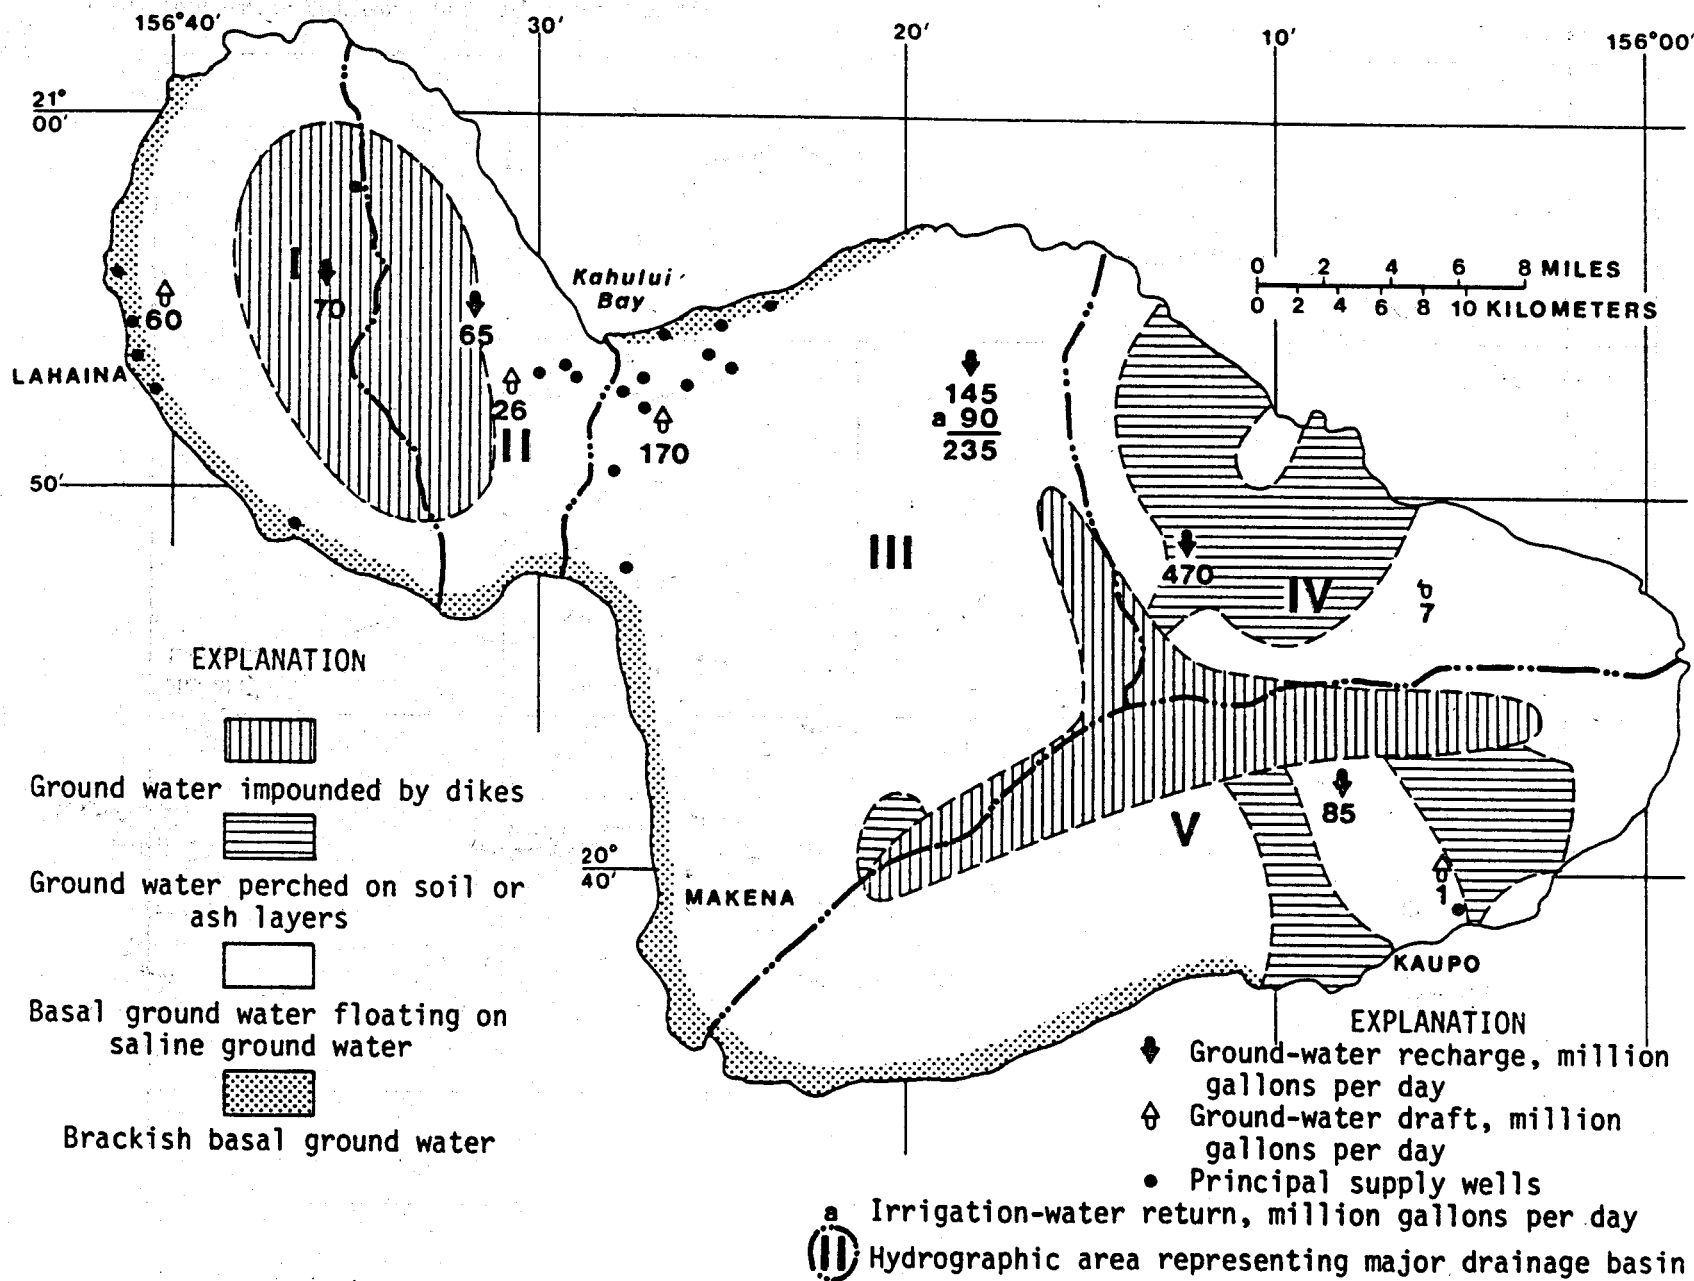 156°40′
30′
20′
10′
156°00′
21°
00′
Kahului
Bay
0 2 4 6 8 MILES
0 2 4 6 8 10 KILOMETERS
I
70
65
60
LAHAINA
26
II
170
145
a 90
235
50′
III
470
IV
7
EXPLANATION
Ground water impounded by dikes
Ground water perched on soil or
ash layers
Basal ground water floating on
saline ground water
Brackish basal ground water
85
V
20°
40′
MAKENA
1
KAUPO
EXPLANATION
Ground-water recharge, million
gallons per day
Ground-water draft, million
gallons per day
Principal supply wells
a Irrigation-water return, million gallons per day
II Hydrographic area representing major drainage basin